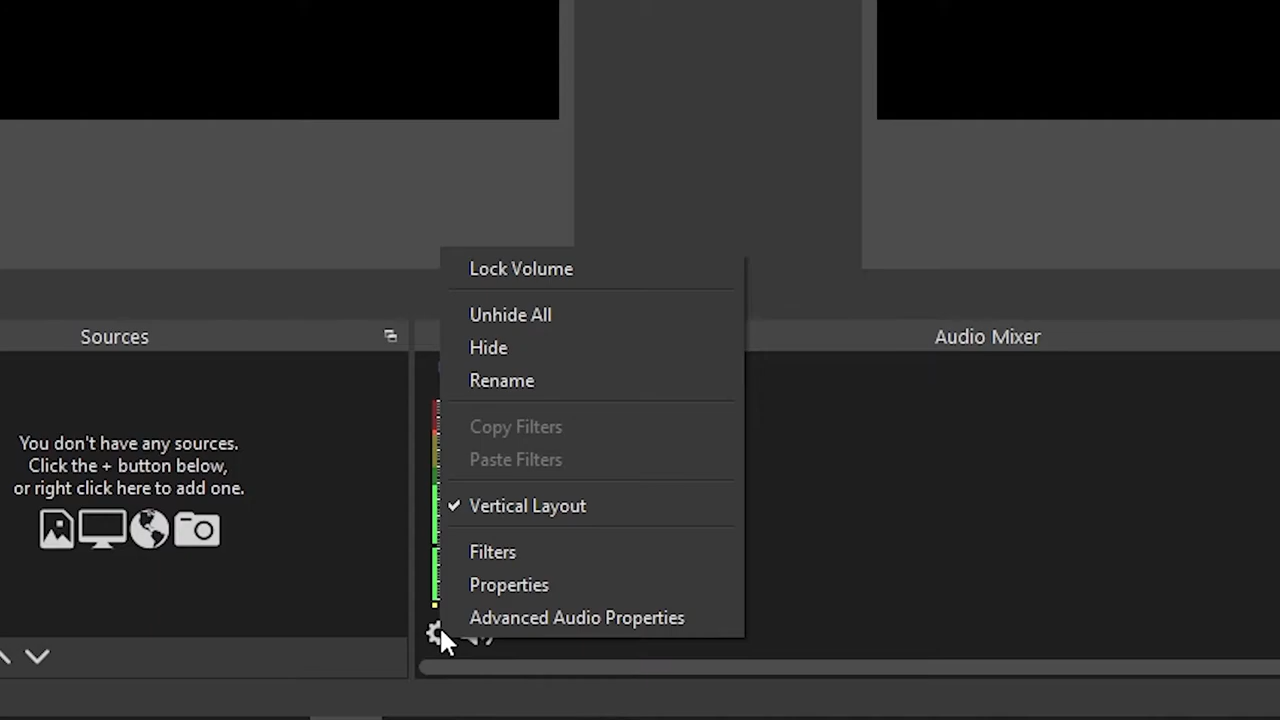 Lock Volume
Unhide All
Hide
Rename
Copy Filters
Paste Filters
Vertical Layout
Filters
Properties
Advanced Audio Properties
Sources
You don't have any sources.
Click the + button below,
or right click here to add one.
Audio Mixer